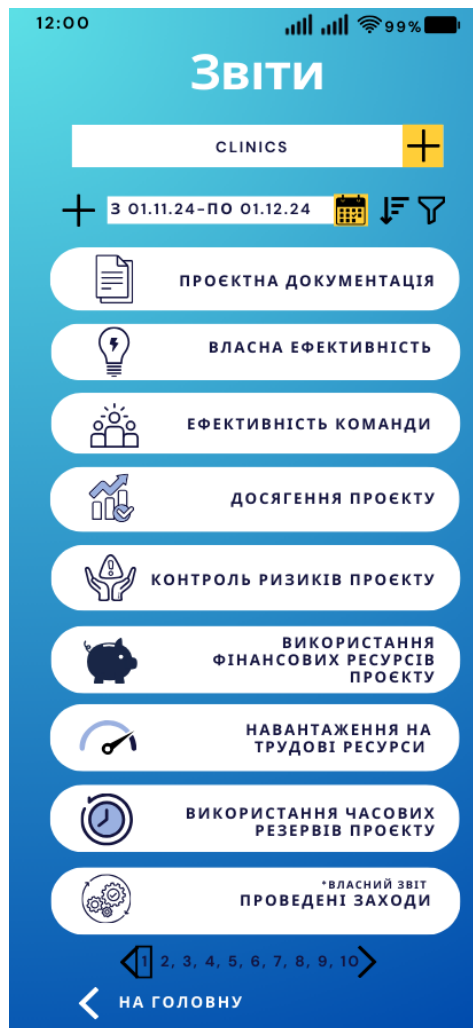 12:00 99%
Звіти
CLINICS
З 01.11.24-ПО 01.12.24
ПРОЄКТНА ДОКУМЕНТАЦІЯ
ВЛАСНА ЕФЕКТИВНІСТЬ
ЕФЕКТИВНІСТЬ КОМАНДИ
ДОСЯГЕННЯ ПРОЄКТУ
КОНТРОЛЬ РИЗИКІВ ПРОЄКТУ
ВИКОРИСТАННЯ
ФІНАНСОВИХ РЕСУРСІВ
ПРОЄКТУ
НАВАНТАЖЕННЯ НА
ТРУДОВІ РЕСУРСИ
ВИКОРИСТАННЯ ЧАСОВИХ
РЕЗЕРВІВ ПРОЄКТУ
*ВЛАСНИЙ ЗВІТ
ПРОВЕДЕНІ ЗАХОДИ
1 2, 3, 4, 5, 6, 7, 8, 9, 10
НА ГОЛОВНУ